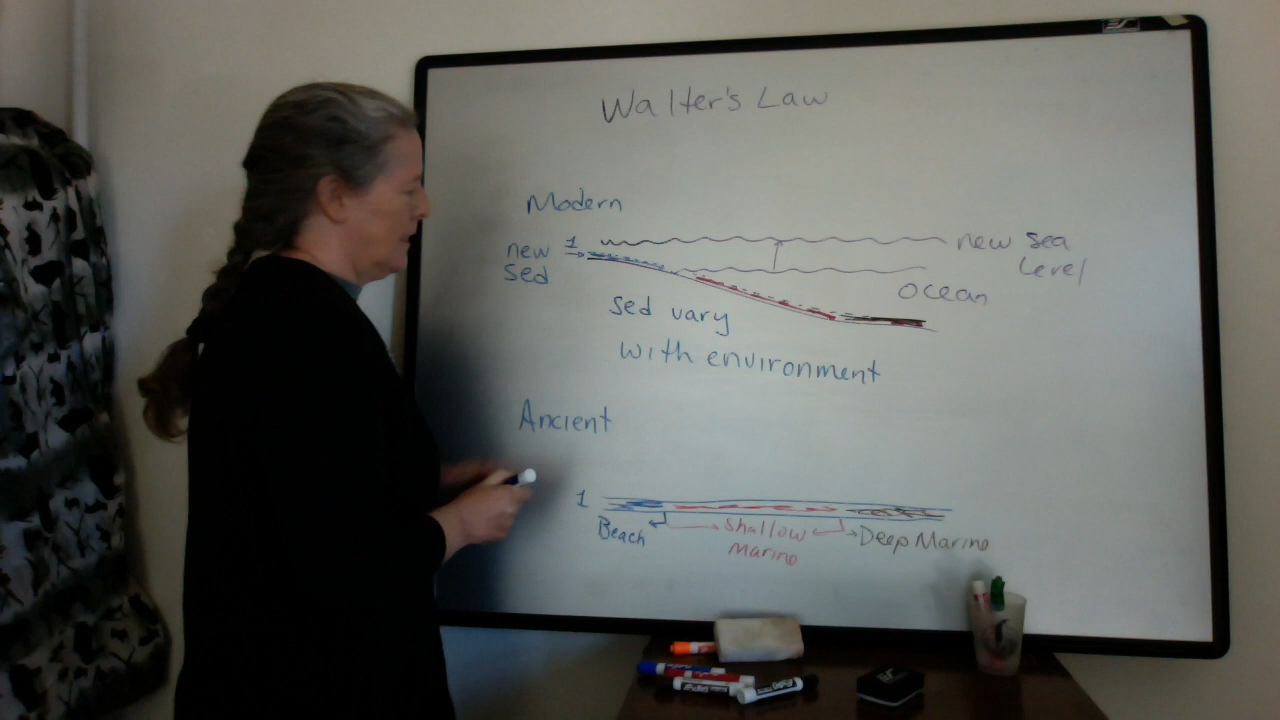 Walter's Law
Modern
new 1
sed
new sea
level
ocean
sed vary
with environment
Ancient
1
Beach
Shallow
marine
Deep Marine